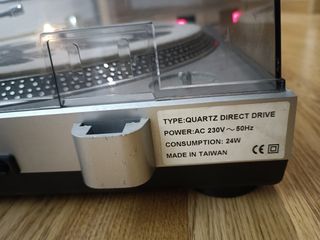 TYPE:QUARTZ DIRECT DRIVE
POWER:AC 230V ~ 50Hz
CONSUMPTION: 24W
MADE IN TAIWAN CE